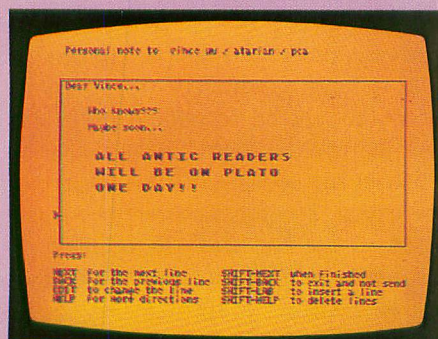 Personal note to vince wu / atarian / pca
Dear Vince...
Who knows???
Maybe soon...
ALL ANTIC READERS
WILL BE ON PLATO
ONE DAY!!
>
Press:
NEXT for the next line SHIFT-NEXT when finished
BACK for the previous line SHIFT-BACK to exit and not send
EDIT to change the line SHIFT-LAB to insert a line
HELP for more directions SHIFT-HELP to delete lines